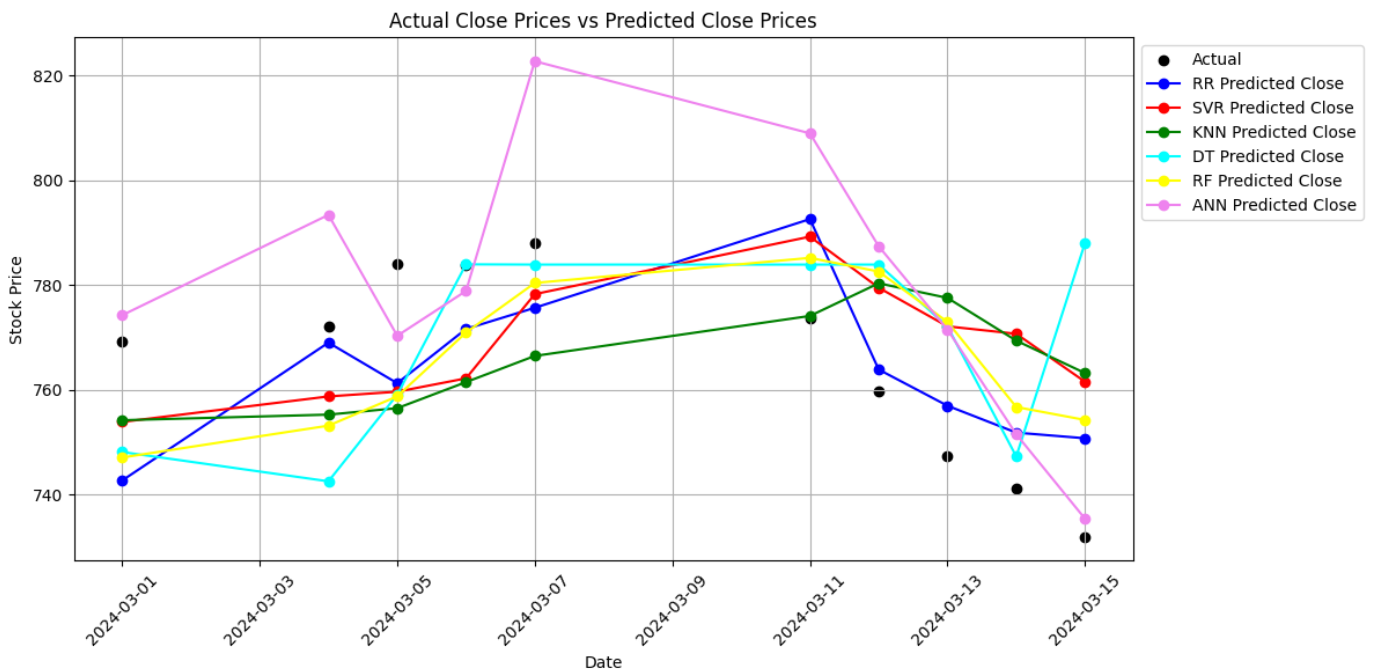 Actual Close Prices vs Predicted Close Prices
Actual
RR Predicted Close
SVR Predicted Close
KNN Predicted Close
DT Predicted Close
RF Predicted Close
ANN Predicted Close
Stock Price
820
800
780
760
740
2024-03-01
2024-03-03
2024-03-05
2024-03-07
2024-03-09
2024-03-11
2024-03-13
2024-03-15
Date